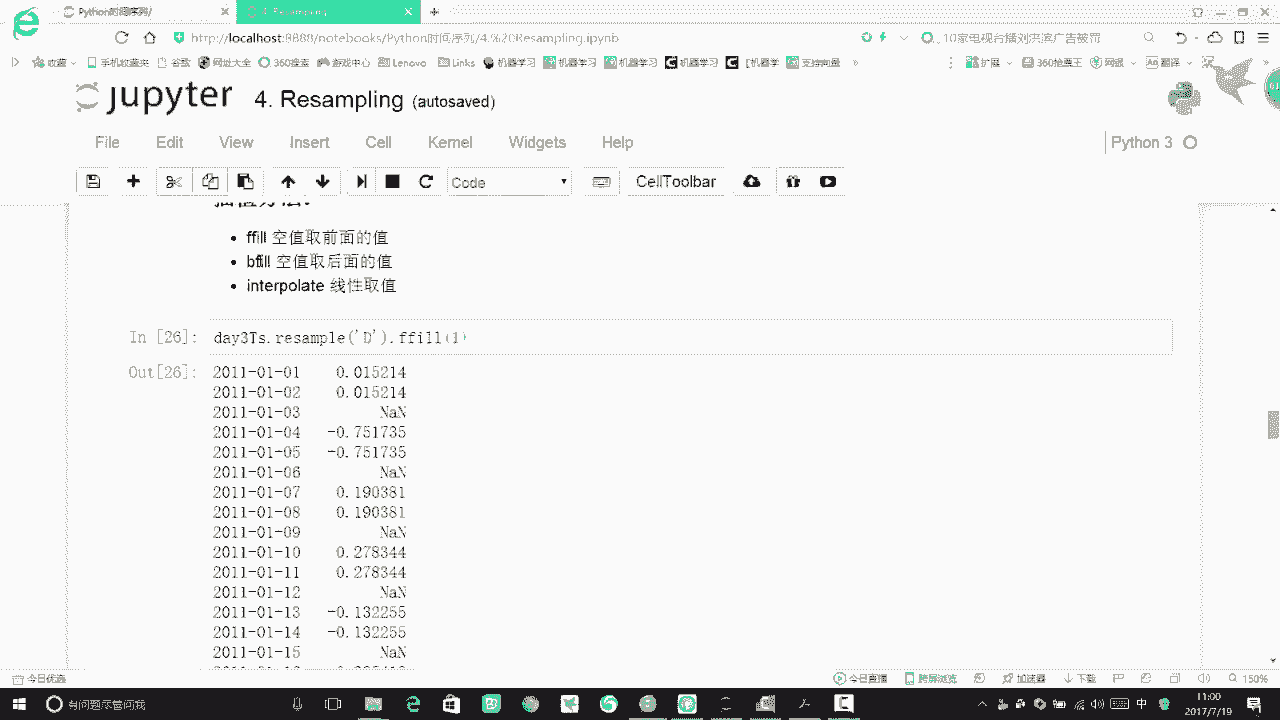 Python时间序列/
4. Resampling
http://localhost:8888/notebooks/Python时间序列/4.%20Resampling.ipynb
10家电视台播刘洪滨广告被罚
收藏 手机收藏夹 谷歌 网址大全 360搜索 游戏中心 Lenovo Links 机器学习 机器学习 机器学习 机器学习 【机器学 支持向量 » 扩展 360抢票王 网银 翻译 »
jupyter 4. Resampling (autosaved)
File Edit View Insert Cell Kernel Widgets Help Python 3
Code CellToolbar
插值方法：
ffill 空值取前面的值
bfill 空值取后面的值
interpolate 线性取值
In [26]: day3Ts.resample('D').ffill(1)
Out[26]: 2011-01-01 0.015214
2011-01-02 0.015214
2011-01-03 NaN
2011-01-04 -0.751735
2011-01-05 -0.751735
2011-01-06 NaN
2011-01-07 0.190381
2011-01-08 0.190381
2011-01-09 NaN
2011-01-10 0.278344
2011-01-11 0.278344
2011-01-12 NaN
2011-01-13 -0.132255
2011-01-14 -0.132255
2011-01-15 NaN
今日优选 今日直播 跨屏浏览 加速器 下载 150%
有问题尽管问我 中 11:00
2017/7/19